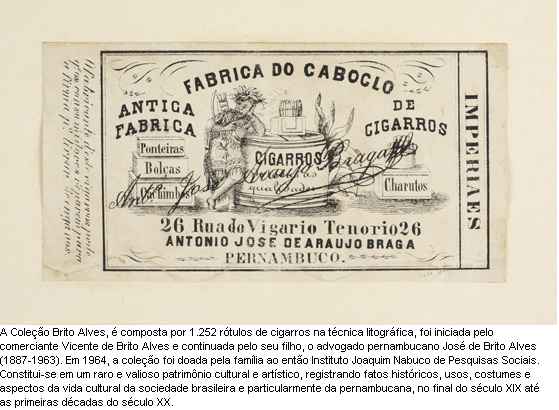 FABRICA DO CABOCLO
ANTIGA
FABRICA
DE
CIGARROS
Ponteiras
Bolças
Cachimbos
CIGARROS
Charutos
Antº José Araujo Braga
26 Rua do Vigario Tenorio 26
ANTONIO JOSE DE ARAUJO BRAGA
PERNAMBUCO.
IMPERIAES
A Coleção Brito Alves, é composta por 1.252 rótulos de cigarros na técnica litográfica, foi iniciada pelo
comerciante Vicente de Brito Alves e continuada pelo seu filho, o advogado pernambucano José de Brito Alves
(1887-1963). Em 1964, a coleção foi doada pela família ao então Instituto Joaquim Nabuco de Pesquisas Sociais.
Constitui-se em um raro e valioso patrimônio cultural e artístico, registrando fatos históricos, usos, costumes e
aspectos da vida cultural da sociedade brasileira e particularmente da pernambucana, no final do século XIX até
as primeiras décadas do século XX.